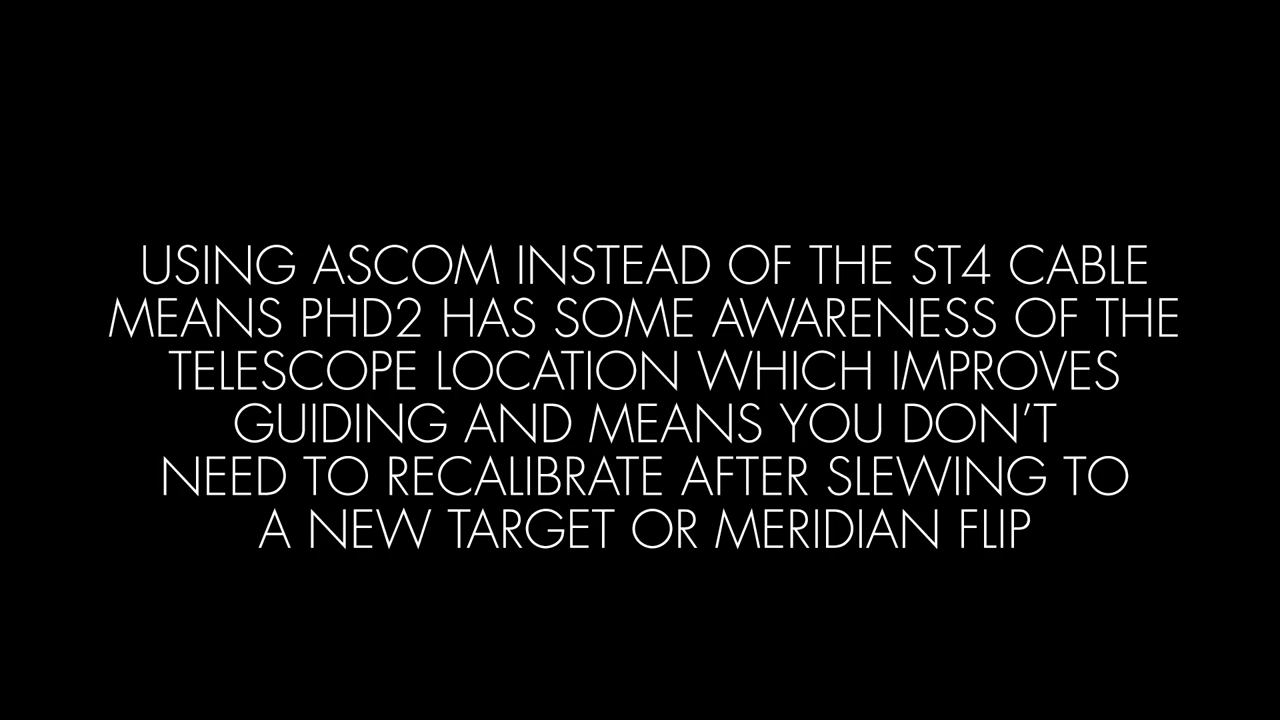 USING ASCOM INSTEAD OF THE ST4 CABLE
MEANS PHD2 HAS SOME AWARENESS OF THE
TELESCOPE LOCATION WHICH IMPROVES
GUIDING AND MEANS YOU DON’T
NEED TO RECALIBRATE AFTER SLEWING TO
A NEW TARGET OR MERIDIAN FLIP